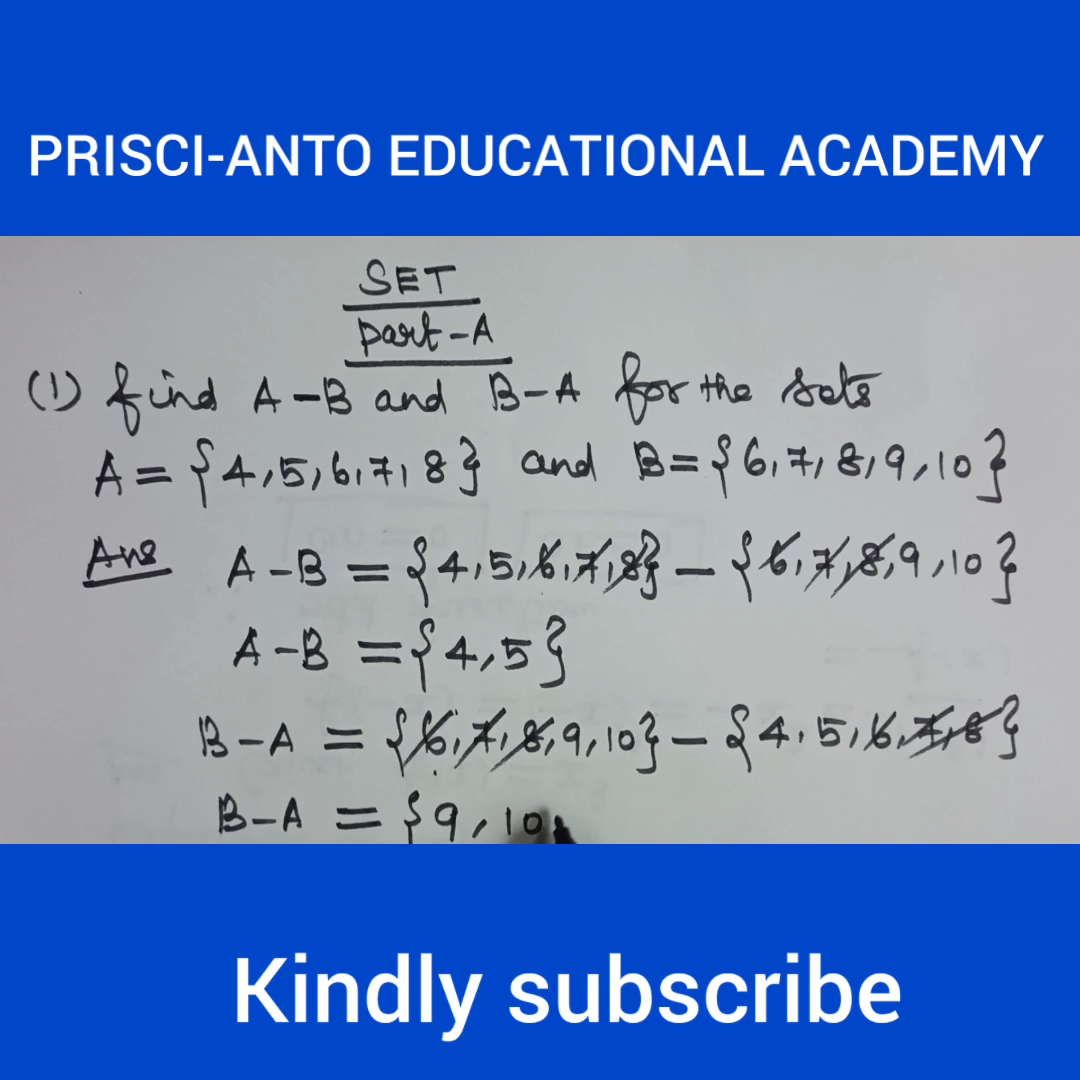 PRISCI-ANTO EDUCATIONAL ACADEMY
SET
Part-A
(1) find A-B and B-A for the sets
A = {4,5,6,7,8} and B = {6,7,8,9,10}
Ans A-B = {4,5,6,7,8} - {6,7,8,9,10}
A-B = {4,5}
B-A = {6,7,8,9,10} - {4,5,6,7,8}
B-A = {9,10
Kindly subscribe